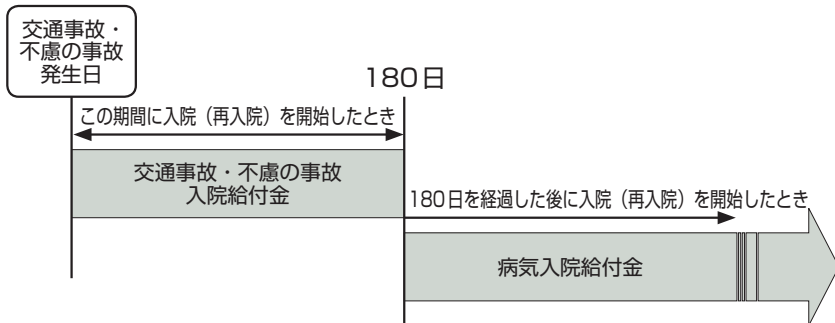 交通事故・
不慮の事故
発生日
180日
この期間に入院（再入院）を開始したとき
交通事故・不慮の事故
入院給付金
180日を経過した後に入院（再入院）を開始したとき
病気入院給付金